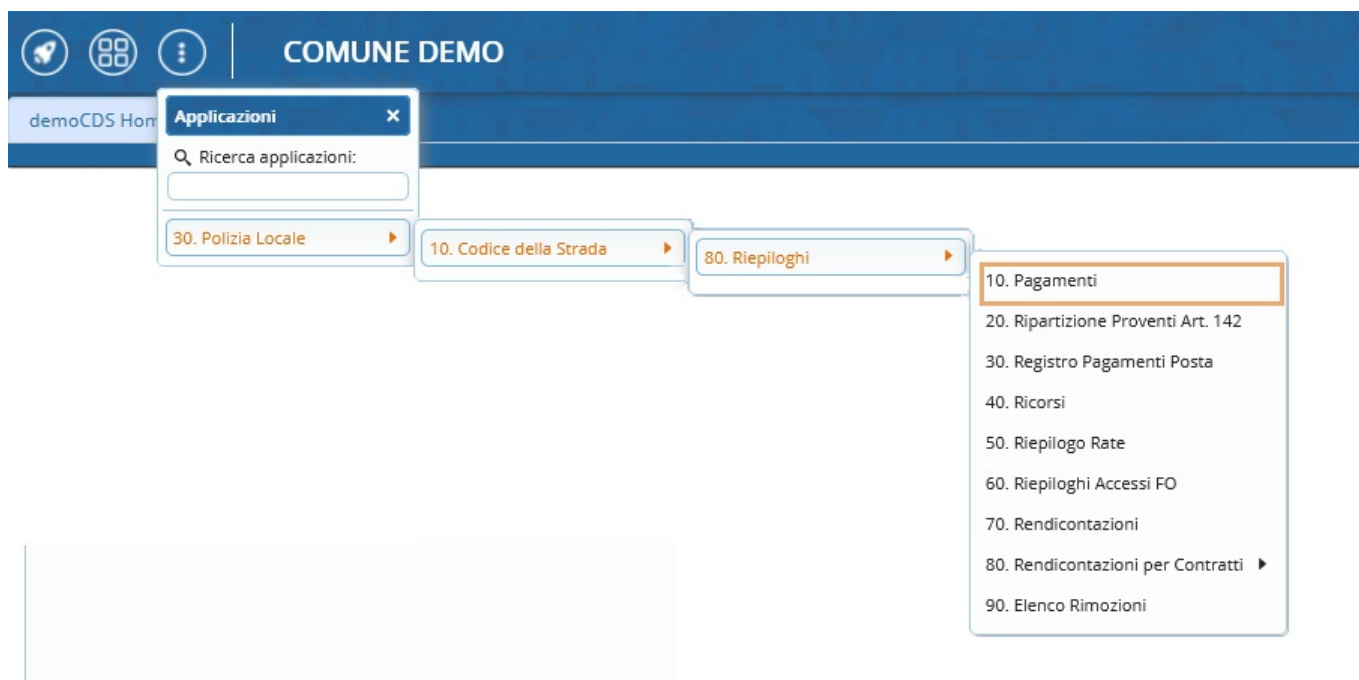 COMUNE DEMO
demoCDS Hom
Applicazioni
Ricerca applicazioni:
30. Polizia Locale
10. Codice della Strada
80. Riepiloghi
10. Pagamenti
20. Ripartizione Proventi Art. 142
30. Registro Pagamenti Posta
40. Ricorsi
50. Riepilogo Rate
60. Riepiloghi Accessi FO
70. Rendicontazioni
80. Rendicontazioni per Contratti
90. Elenco Rimozioni